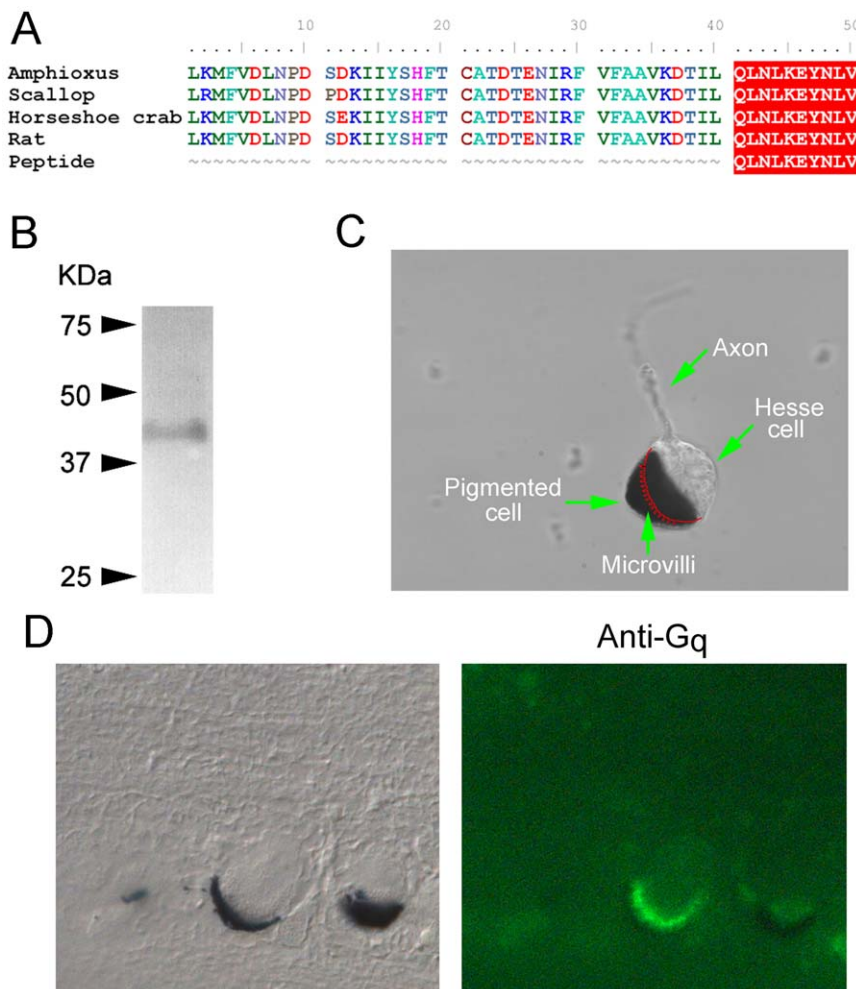 A
10 20 30 40 50
Amphioxus LKMFVDLNPD SDKIIYSHFT CATDTENIRF VFAAVKDTIL QLNLKEYNLV
Scallop LRMFVDLNPD PDKIIYSHFT CATDTENIRF VFAAVKDTIL QLNLKEYNLV
Horseshoe crab LKMFVDLNPD SEKIIYSHFT CATDTENIRF VFAAVKDTIL QLNLKEYNLV
Rat LKMFVDLNPD SDKIIYSHFT CATDTENIRF VFAAVKDTIL QLNLKEYNLV
Peptide ~~~~~~~~~~ ~~~~~~~~~~ ~~~~~~~~~~ ~~~~~~~~~~ QLNLKEYNLV
B
KDa
75
50
37
25
C
Axon
Hesse
cell
Pigmented
cell
Microvilli
D
Anti-Gq